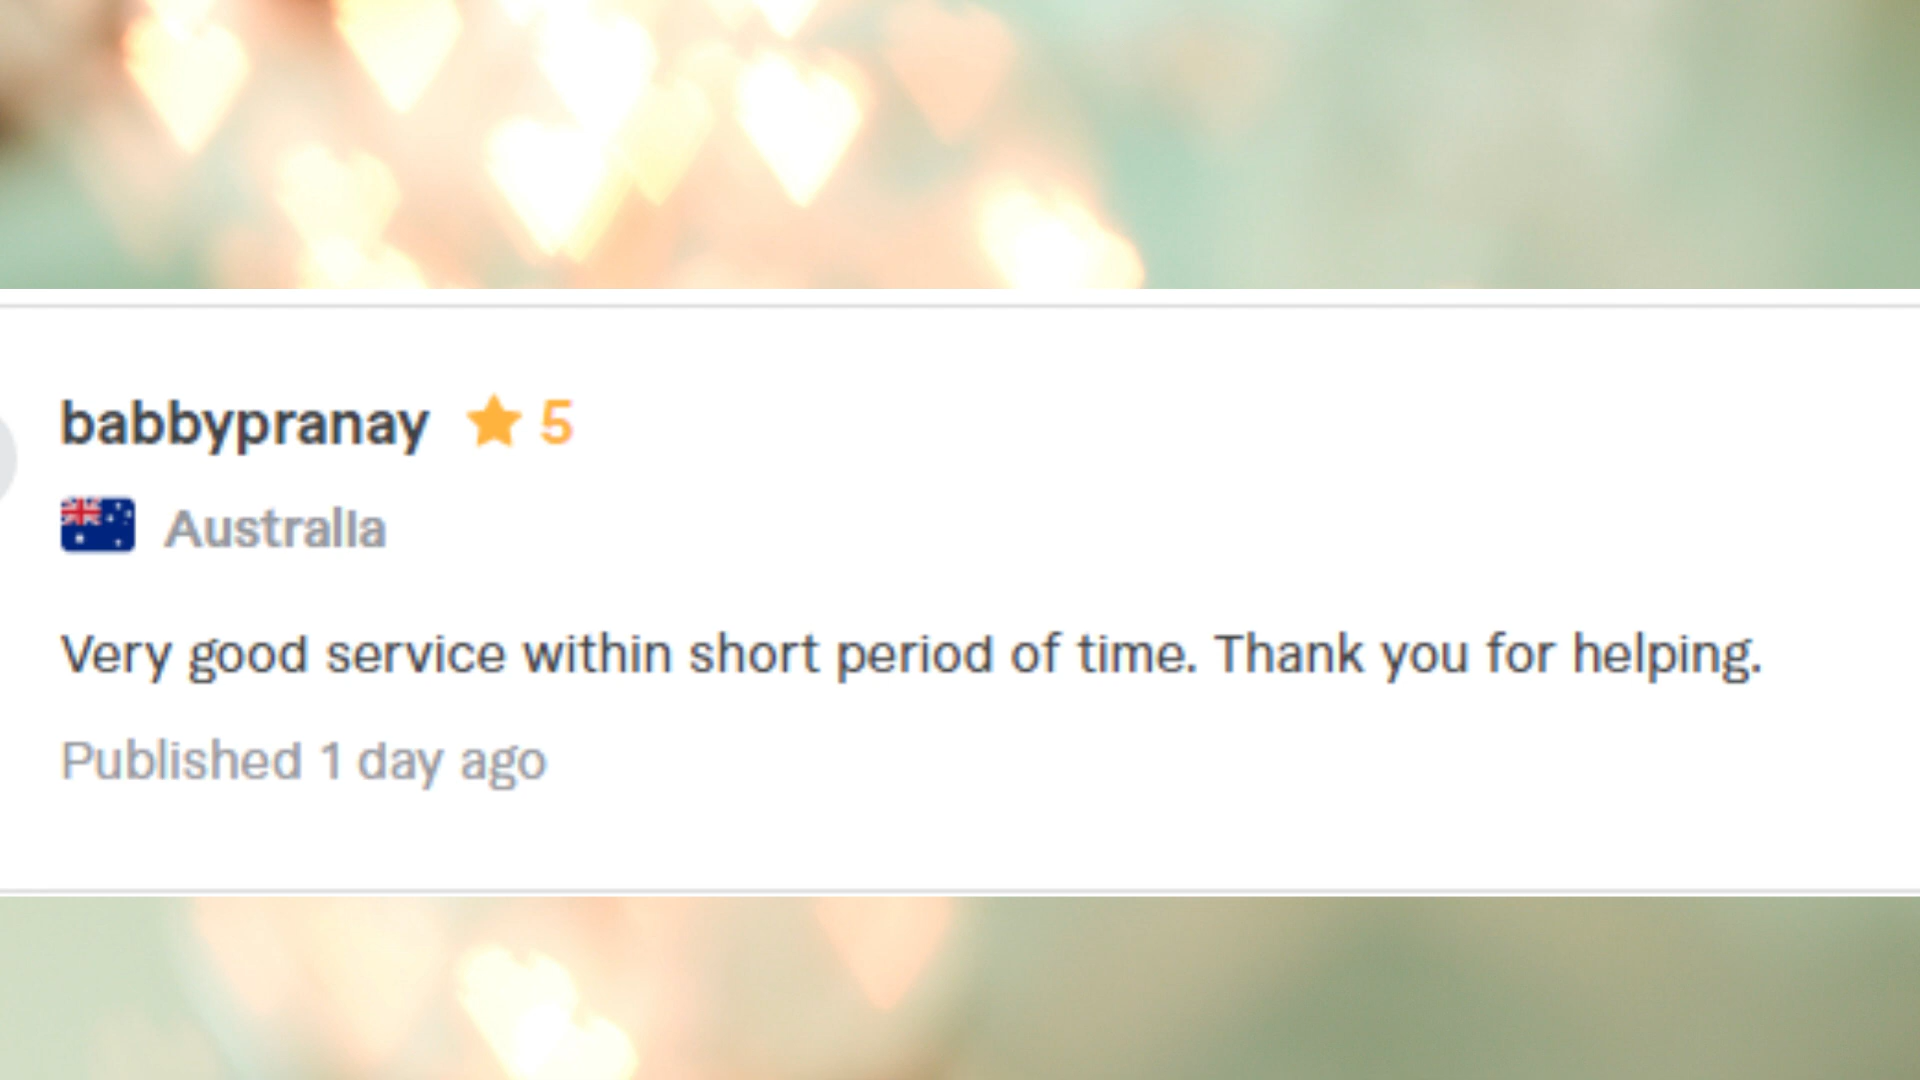 babbypranay ★ 5
Australia
Very good service within short period of time. Thank you for helping.
Published 1 day ago